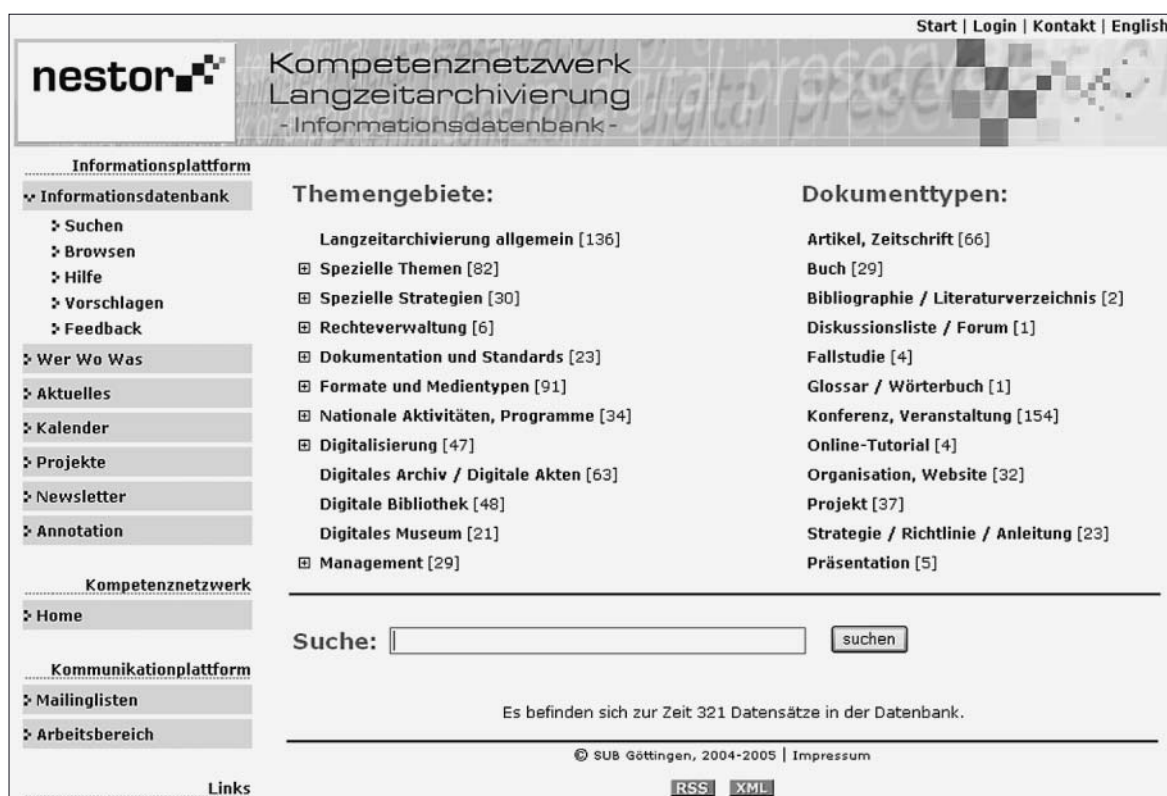 Start | Login | Kontakt | English
nestor
Kompetenznetzwerk
Langzeitarchivierung
- Informationsdatenbank -
digital preservation
Informationsplattform
Informationsdatenbank
Suchen
Browsen
Hilfe
Vorschlagen
Feedback
Wer Wo Was
Aktuelles
Kalender
Projekte
Newsletter
Annotation
Kompetenznetzwerk
Home
Kommunikationplattform
Mailinglisten
Arbeitsbereich
Links
Themengebiete:
Langzeitarchivierung allgemein [136]
Spezielle Themen [82]
Spezielle Strategien [30]
Rechteverwaltung [6]
Dokumentation und Standards [23]
Formate und Medientypen [91]
Nationale Aktivitäten, Programme [34]
Digitalisierung [47]
Digitales Archiv / Digitale Akten [63]
Digitale Bibliothek [48]
Digitales Museum [21]
Management [29]
Dokumenttypen:
Artikel, Zeitschrift [66]
Buch [29]
Bibliographie / Literaturverzeichnis [2]
Diskussionsliste / Forum [1]
Fallstudie [4]
Glossar / Wörterbuch [1]
Konferenz, Veranstaltung [154]
Online-Tutorial [4]
Organisation, Website [32]
Projekt [37]
Strategie / Richtlinie / Anleitung [23]
Präsentation [5]
Suche:
suchen
Es befinden sich zur Zeit 321 Datensätze in der Datenbank.
© SUB Göttingen, 2004-2005 | Impressum
RSS XML